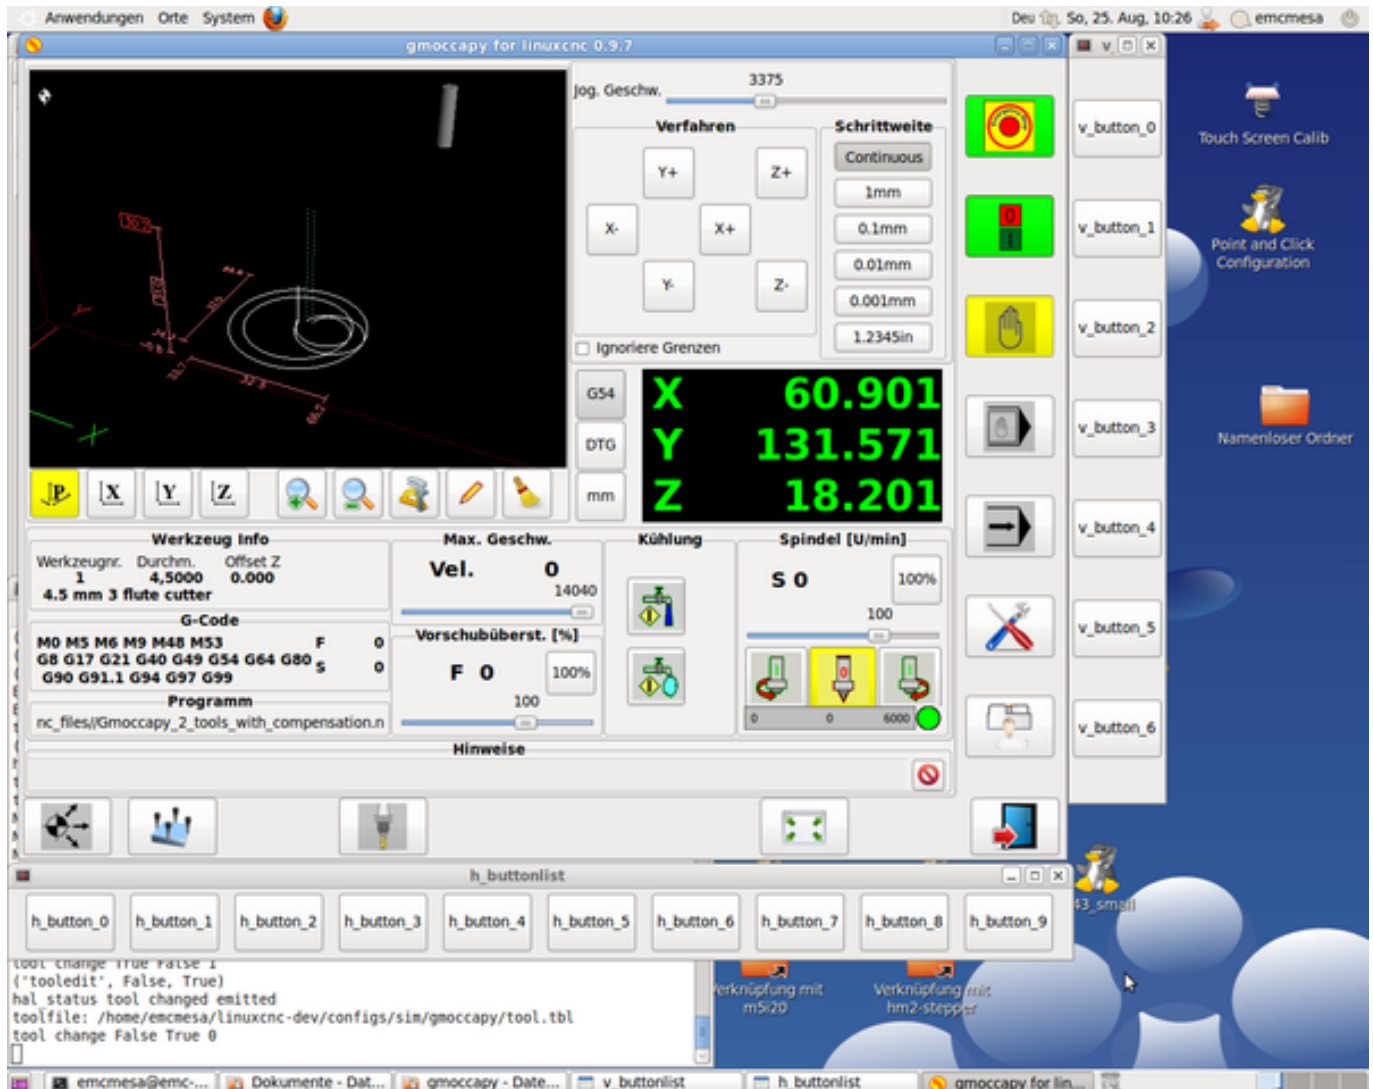 Anwendungen Orte System
Deu So, 25. Aug, 10:26 emcmesa
gmoccapy for linuxcnc 0.9.7
Jog. Geschw.
3375
Verfahren
Y+ Z+
X- X+
Y- Z-
Schrittweite
Continuous
1mm
0.1mm
0.01mm
0.001mm
1.2345in
Ignoriere Grenzen
G54
DTG
mm
X 60.901
Y 131.571
Z 18.201
P X Y Z
Werkzeug Info
Werkzeugnr. Durchm. Offset Z
1 4,5000 0.000
4.5 mm 3 flute cutter
G-Code
M0 M5 M6 M9 M48 M53 F 0
G8 G17 G21 G40 G49 G54 G64 G80 S 0
G90 G91.1 G94 G97 G99
Programm
nc_files//Gmoccapy_2_tools_with_compensation.n
Max. Geschw.
Vel. 0
14040
Vorschubüberst. [%]
F 0 100%
100
Kühlung
Spindel [U/min]
S 0 100%
100
0 0 6000
Hinweise
v
v_button_0
v_button_1
v_button_2
v_button_3
v_button_4
v_button_5
v_button_6
Touch Screen Calib
Point and Click
Configuration
Namenloser Ordner
43_small
h_buttonlist
h_button_0 h_button_1 h_button_2 h_button_3 h_button_4 h_button_5 h_button_6 h_button_7 h_button_8 h_button_9
tool change True False 1
('tooledit', False, True)
hal status tool changed emitted
toolfile: /home/emcmesa/linuxcnc-dev/configs/sim/gmoccapy/tool.tbl
tool change False True 0
Verknüpfung mit
m5i20
Verknüpfung mit
hm2-stepper
emcmesa@emc-... Dokumente - Dat... gmoccapy - Date... v_buttonlist h_buttonlist gmoccapy for lin...